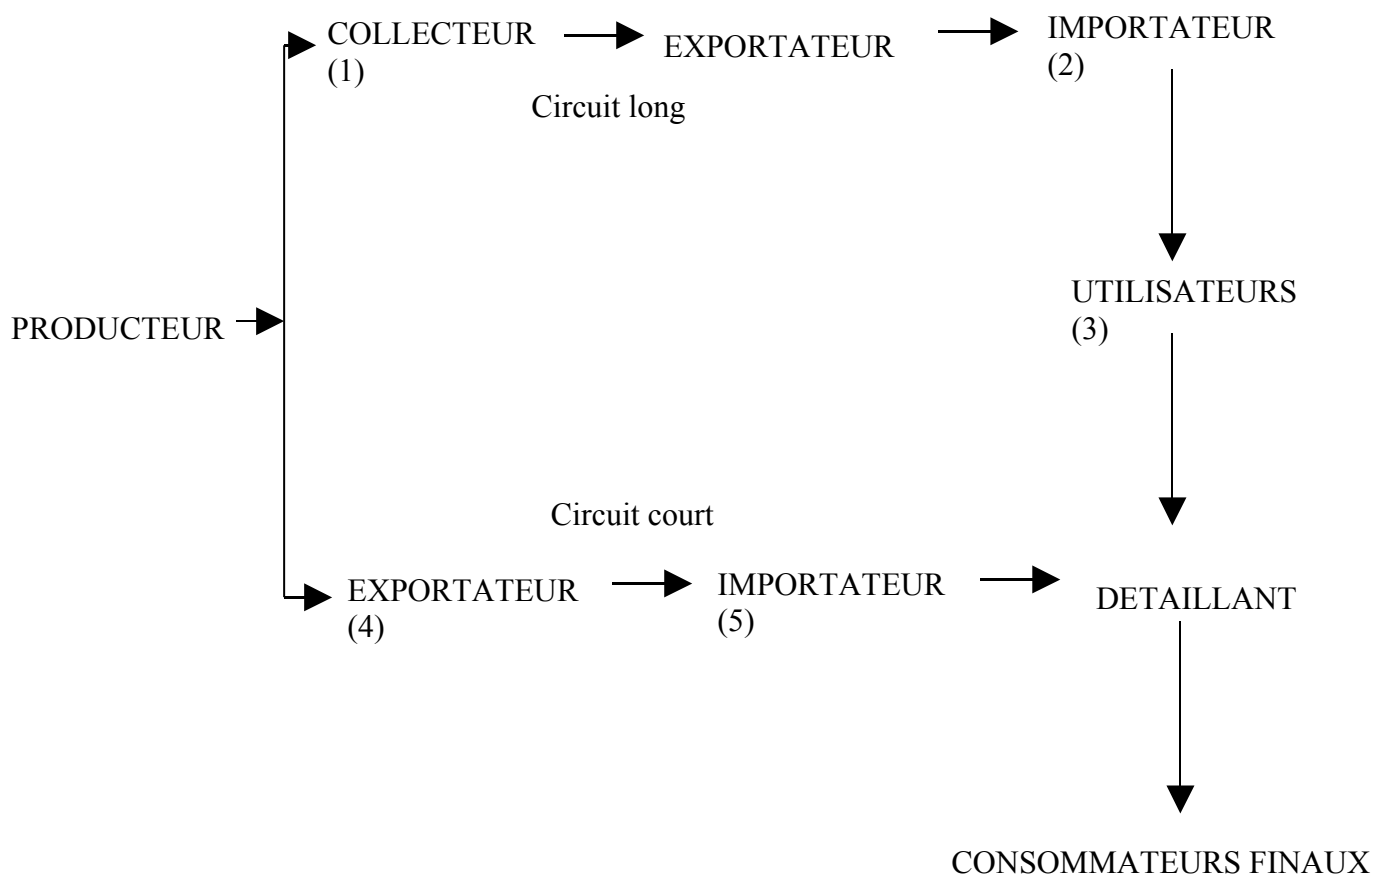 COLLECTEUR
(1)
EXPORTATEUR
IMPORTATEUR
(2)
Circuit long
UTILISATEURS
(3)
PRODUCTEUR
Circuit court
EXPORTATEUR
(4)
IMPORTATEUR
(5)
DETAILLANT
CONSOMMATEURS FINAUX